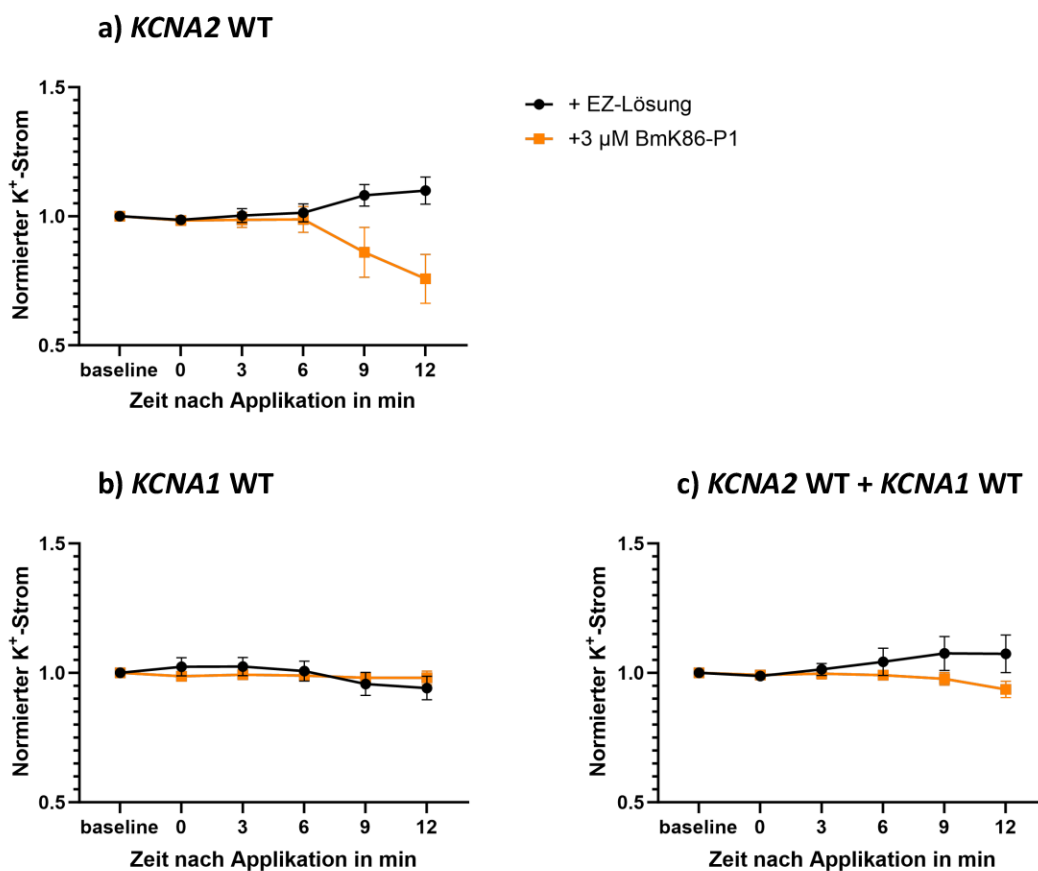 a) KCNA2 WT
Normierter K⁺-Strom
1.5
1.0
0.5
baseline 0 3 6 9 12
Zeit nach Applikation in min
+ EZ-Lösung
+3 µM BmK86-P1
b) KCNA1 WT
Normierter K⁺-Strom
1.5
1.0
0.5
baseline 0 3 6 9 12
Zeit nach Applikation in min
c) KCNA2 WT + KCNA1 WT
Normierter K⁺-Strom
1.5
1.0
0.5
baseline 0 3 6 9 12
Zeit nach Applikation in min